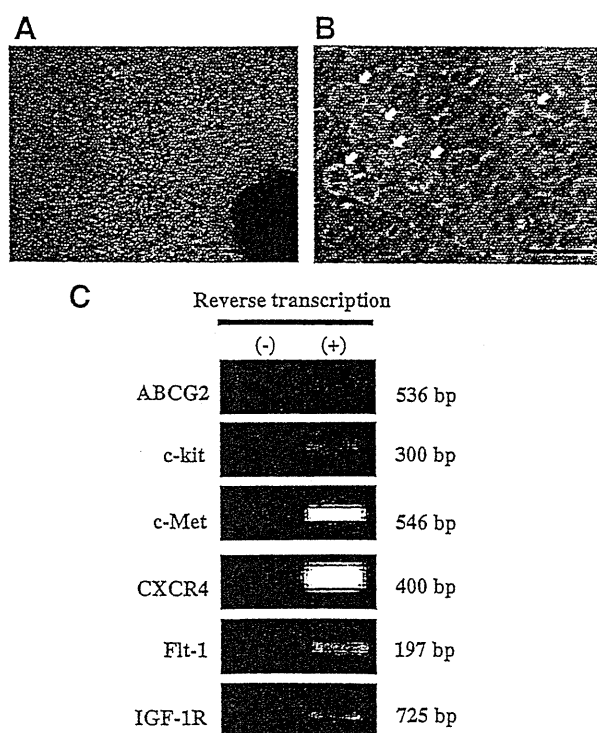 A B
C
Reverse transcription
(-) (+)
ABCG2 536 bp
c-kit 300 bp
c-Met 546 bp
CXCR4 400 bp
Flt-1 197 bp
IGF-1R 725 bp